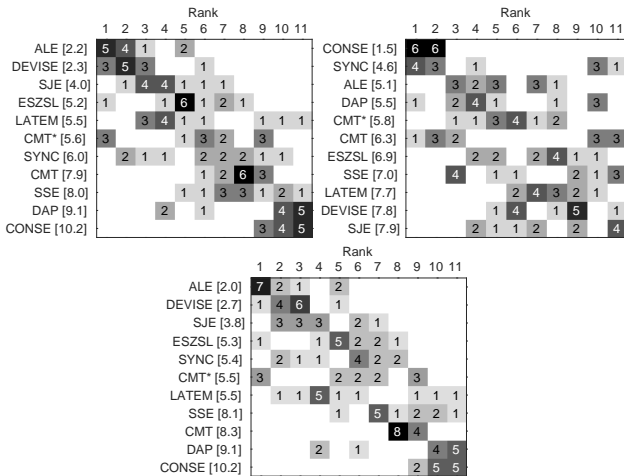 Rank
1 2 3 4 5 6 7 8 9 10 11
ALE [2.2] 5 4 1 2
DEVISE [2.3] 3 5 3 1
SJE [4.0] 1 4 4 1 1 1
ESZSL [5.2] 1 1 6 1 2 1
LATEM [5.5] 3 4 1 1 1 1 1
CMT* [5.6] 3 1 3 2 3
SYNC [6.0] 2 1 1 2 2 2 1 1
CMT [7.9] 1 2 6 3
SSE [8.0] 1 1 3 3 1 2 1
DAP [9.1] 2 1 4 5
CONSE [10.2] 3 4 5
Rank
1 2 3 4 5 6 7 8 9 10 11
CONSE [1.5] 6 6
SYNC [4.6] 4 3 1 3 1
ALE [5.1] 3 2 3 3 1
DAP [5.5] 1 2 4 1 1 3
CMT* [5.8] 1 1 3 4 1 2
CMT [6.3] 1 3 2 3 3
ESZSL [6.9] 2 2 2 4 1 1
SSE [7.0] 4 1 1 2 1 3
LATEM [7.7] 2 4 3 2 1
DEVISE [7.8] 1 4 1 5 1
SJE [7.9] 2 1 1 2 2 4
Rank
1 2 3 4 5 6 7 8 9 10 11
ALE [2.0] 7 2 1 2
DEVISE [2.7] 1 4 6 1
SJE [3.8] 3 3 3 2 1
ESZSL [5.3] 1 1 5 2 2 1
SYNC [5.4] 2 1 1 4 2 2
CMT* [5.5] 3 2 2 2 3
LATEM [5.5] 1 1 5 1 1 1 1 1
SSE [8.1] 1 5 1 2 2 1
CMT [8.3] 8 4
DAP [9.1] 2 1 4 5
CONSE [10.2] 2 5 5